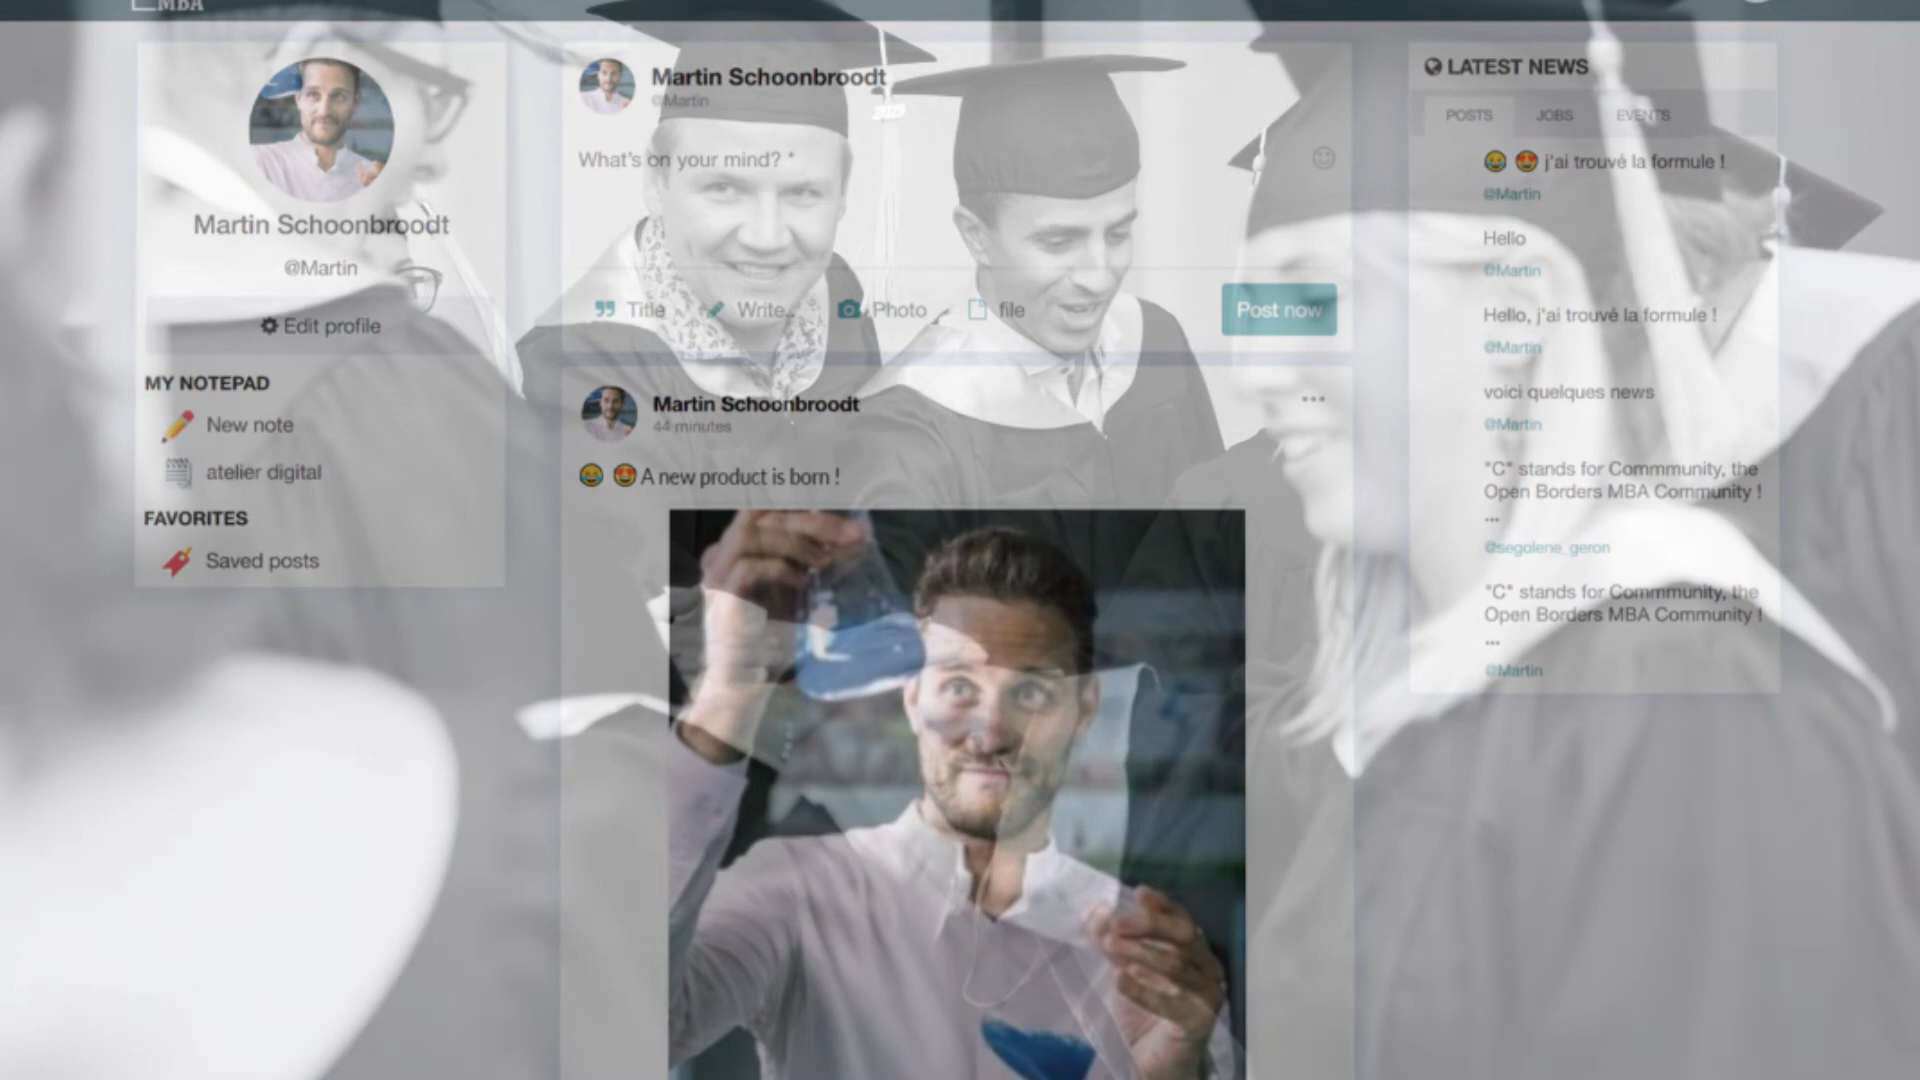 MBA
Martin Schoonbroodt
@Martin
Edit profile
MY NOTEPAD
New note
atelier digital
FAVORITES
Saved posts
Martin Schoonbroodt
@Martin
What's on your mind? *
Title
Write...
Photo
file
Post now
Martin Schoonbroodt
44 minutes
A new product is born !
LATEST NEWS
POSTS JOBS EVENTS
j'ai trouvé la formule !
@Martin
Hello
@Martin
Hello, j'ai trouvé la formule !
@Martin
voici quelques news
@Martin
"C" stands for Commmunity, the
Open Borders MBA Community !
...
@segolene_geron
"C" stands for Commmunity, the
Open Borders MBA Community !
...
@Martin
2019